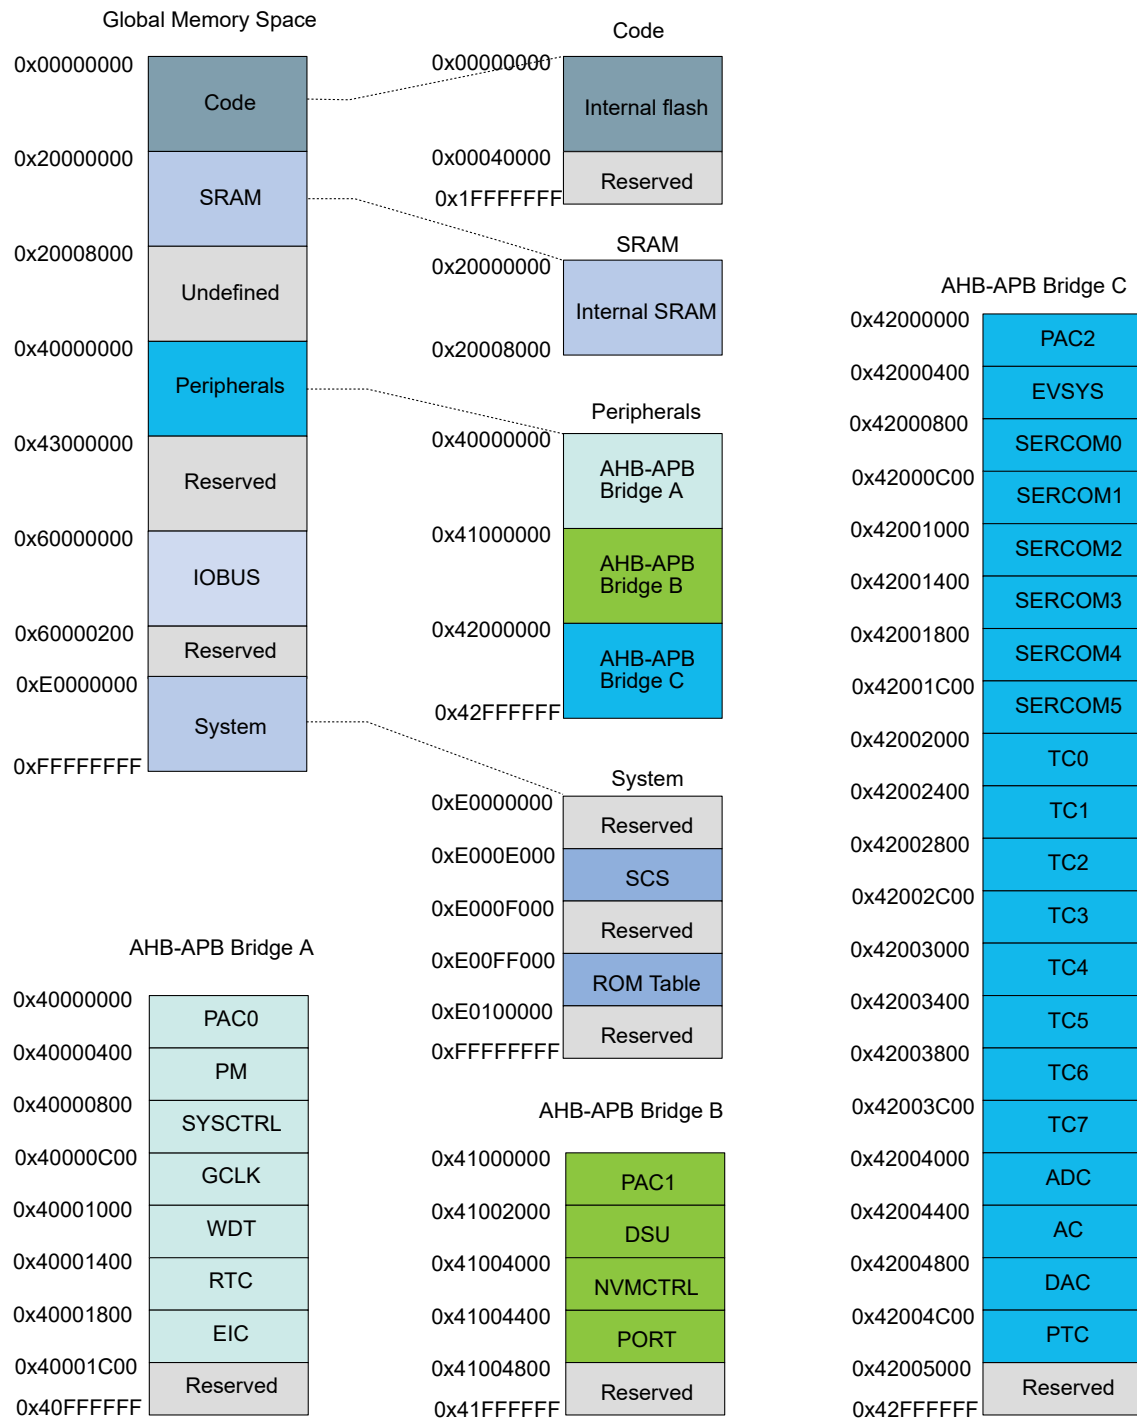 Global Memory Space
0x00000000
Code
0x20000000
SRAM
0x20008000
Undefined
0x40000000
Peripherals
0x43000000
Reserved
0x60000000
IOBUS
0x60000200
Reserved
0xE0000000
System
0xFFFFFFFF
Code
0x00000000
Internal flash
0x00040000
Reserved
0x1FFFFFFF
SRAM
0x20000000
Internal SRAM
0x20008000
Peripherals
0x40000000
AHB-APB
Bridge A
0x41000000
AHB-APB
Bridge B
0x42000000
AHB-APB
Bridge C
0x42FFFFFF
System
0xE0000000
Reserved
0xE000E000
SCS
0xE000F000
Reserved
0xE00FF000
ROM Table
0xE0100000
Reserved
0xFFFFFFFF
AHB-APB Bridge A
0x40000000
PAC0
0x40000400
PM
0x40000800
SYSCTRL
0x40000C00
GCLK
0x40001000
WDT
0x40001400
RTC
0x40001800
EIC
0x40001C00
Reserved
0x40FFFFFF
AHB-APB Bridge B
0x41000000
PAC1
0x41002000
DSU
0x41004000
NVMCTRL
0x41004400
PORT
0x41004800
Reserved
0x41FFFFFF
AHB-APB Bridge C
0x42000000
PAC2
0x42000400
EVSYS
0x42000800
SERCOM0
0x42000C00
SERCOM1
0x42001000
SERCOM2
0x42001400
SERCOM3
0x42001800
SERCOM4
0x42001C00
SERCOM5
0x42002000
TC0
0x42002400
TC1
0x42002800
TC2
0x42002C00
TC3
0x42003000
TC4
0x42003400
TC5
0x42003800
TC6
0x42003C00
TC7
0x42004000
ADC
0x42004400
AC
0x42004800
DAC
0x42004C00
PTC
0x42005000
Reserved
0x42FFFFFF